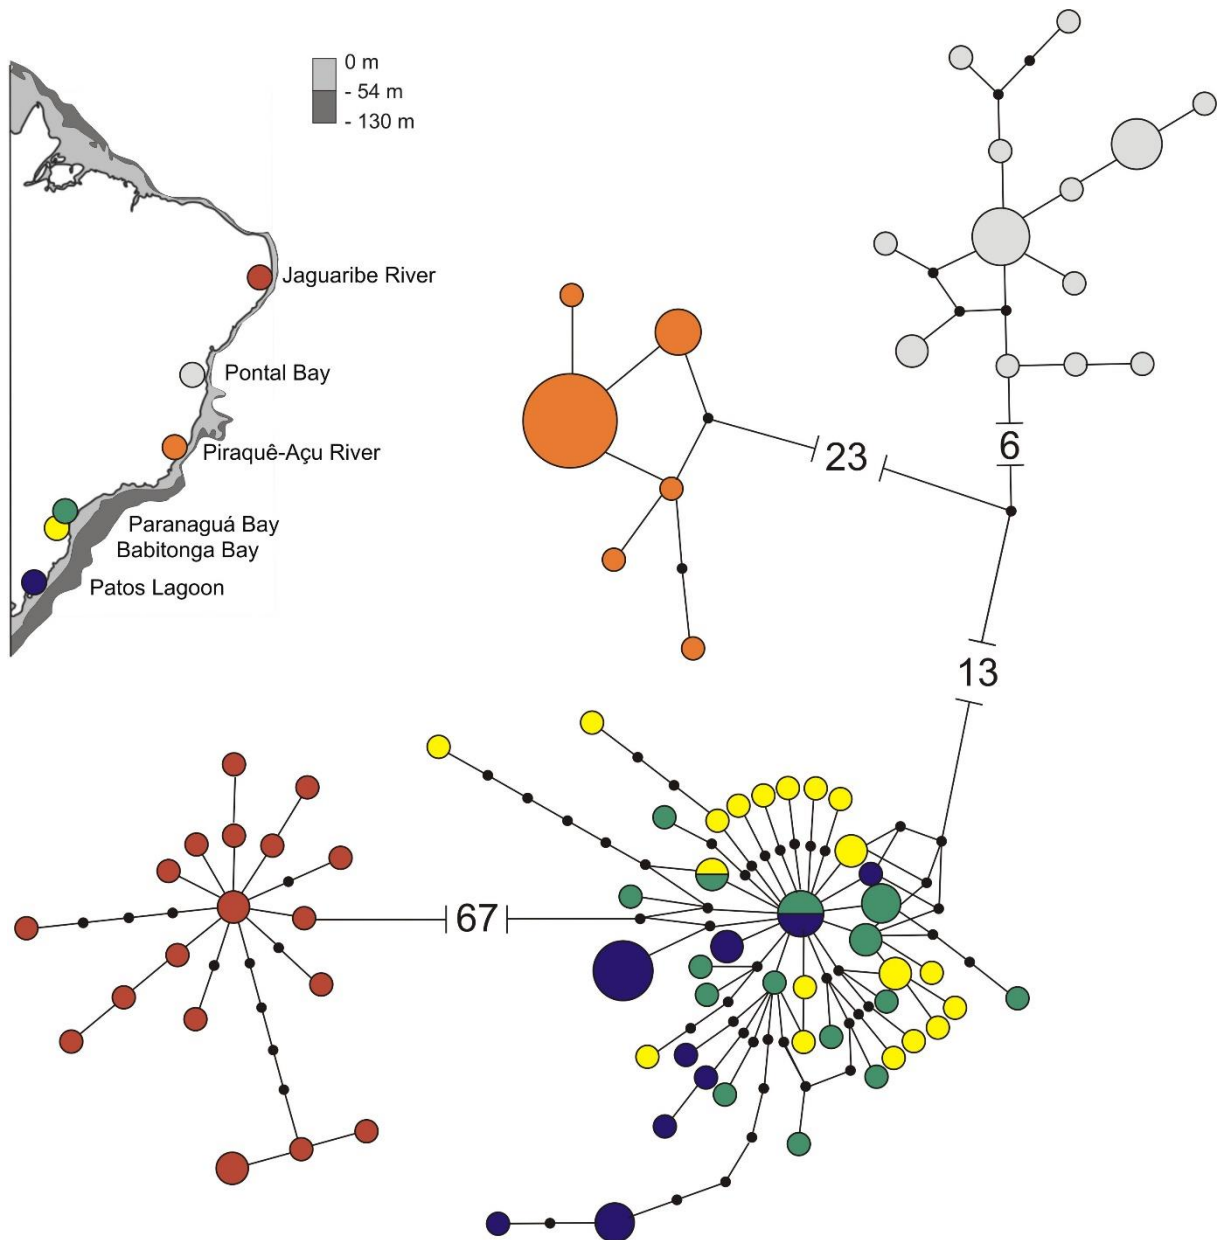 0 m
- 54 m
- 130 m
Jaguaribe River
Pontal Bay
Piraquê-Açu River
Paranaguá Bay
Babitonga Bay
Patos Lagoon
6
23
13
67